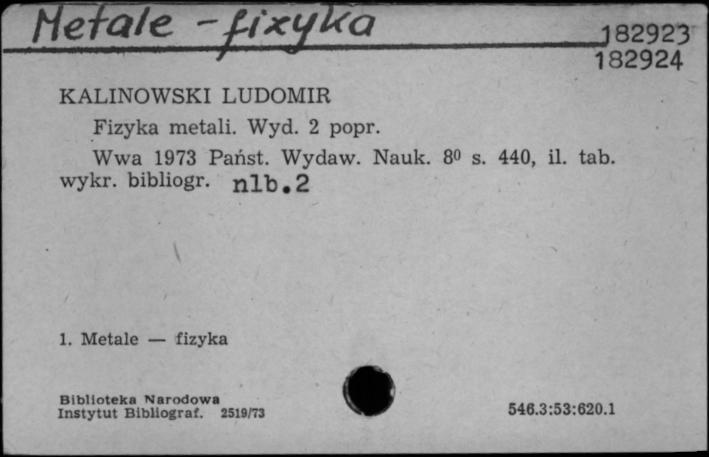 Metale - fizyka
182923
182924
KALINOWSKI LUDOMIR
Fizyka metali. Wyd. 2 popr.
Wwa 1973 Państ. Wydaw. Nauk. 8⁰ s. 440, il. tab.
wykr. bibliogr. nlb.2
1. Metale — fizyka
Biblioteka Narodowa
Instytut Bibliograf. 2519/73
546.3:53:620.1